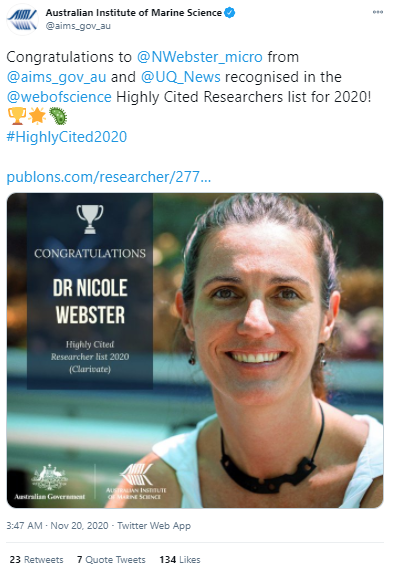 Australian Institute of Marine Science
@aims_gov_au
Congratulations to @NWebster_micro from
@aims_gov_au and @UQ_News recognised in the
@webofscience Highly Cited Researchers list for 2020!
#HighlyCited2020
publons.com/researcher/277...
CONGRATULATIONS
DR NICOLE
WEBSTER
Highly Cited
Researcher list 2020
(Clarivate)
Australian Government
AUSTRALIAN INSTITUTE
OF MARINE SCIENCE
3:47 AM · Nov 20, 2020 · Twitter Web App
23 Retweets 7 Quote Tweets 134 Likes